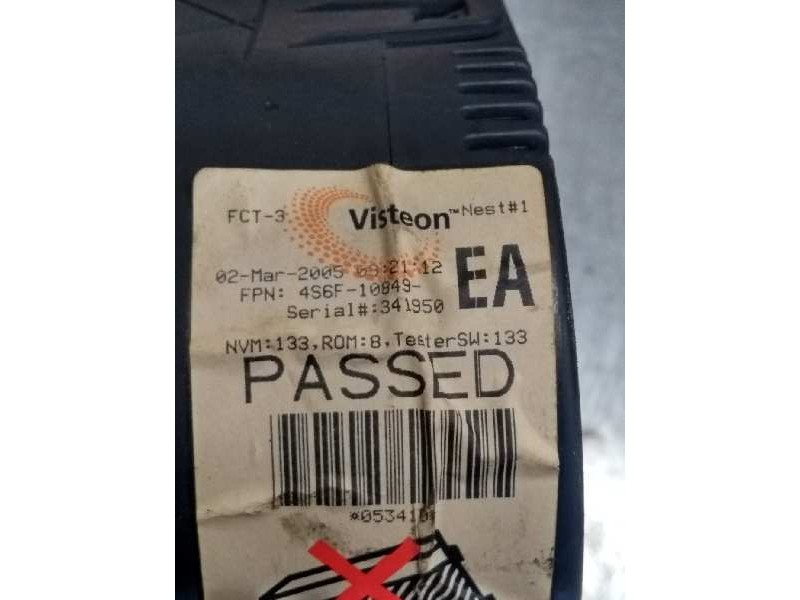 FCT-3 Visteon™ Nest#1
02-Mar-2005 09:21:12
FPN: 4S6F-10849- EA
Serial#:341950
NVM:133,ROM:8,TesterSW:133
PASSED